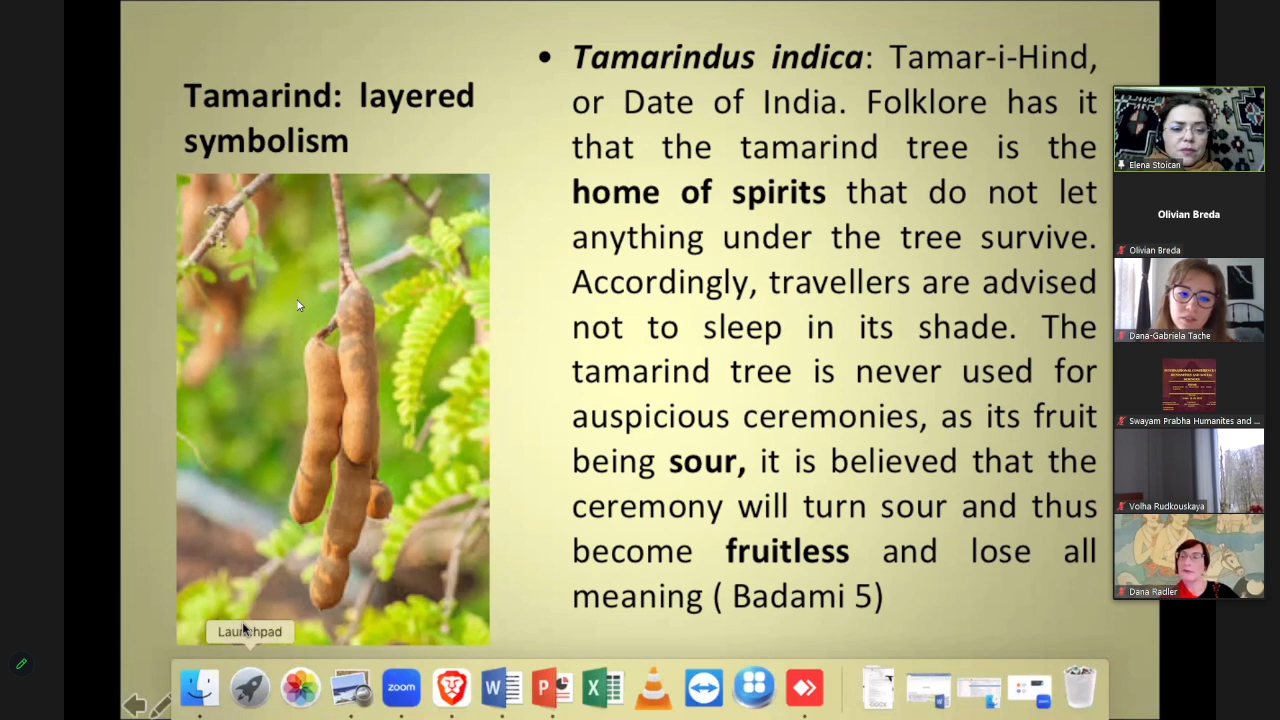 Tamarind: layered
symbolism
• Tamarindus indica: Tamar-i-Hind,
or Date of India. Folklore has it
that the tamarind tree is the
home of spirits that do not let
anything under the tree survive.
Accordingly, travellers are advised
not to sleep in its shade. The
tamarind tree is never used for
auspicious ceremonies, as its fruit
being sour, it is believed that the
ceremony will turn sour and thus
become fruitless and lose all
meaning ( Badami 5)
Elena Stoican
Olivian Breda
Olivian Breda
Dana-Gabriela Tache
Swayam Prabha Humanites and ...
Volha Rudkouskaya
Dana Radler
Launchpad
zoom
W
P
X